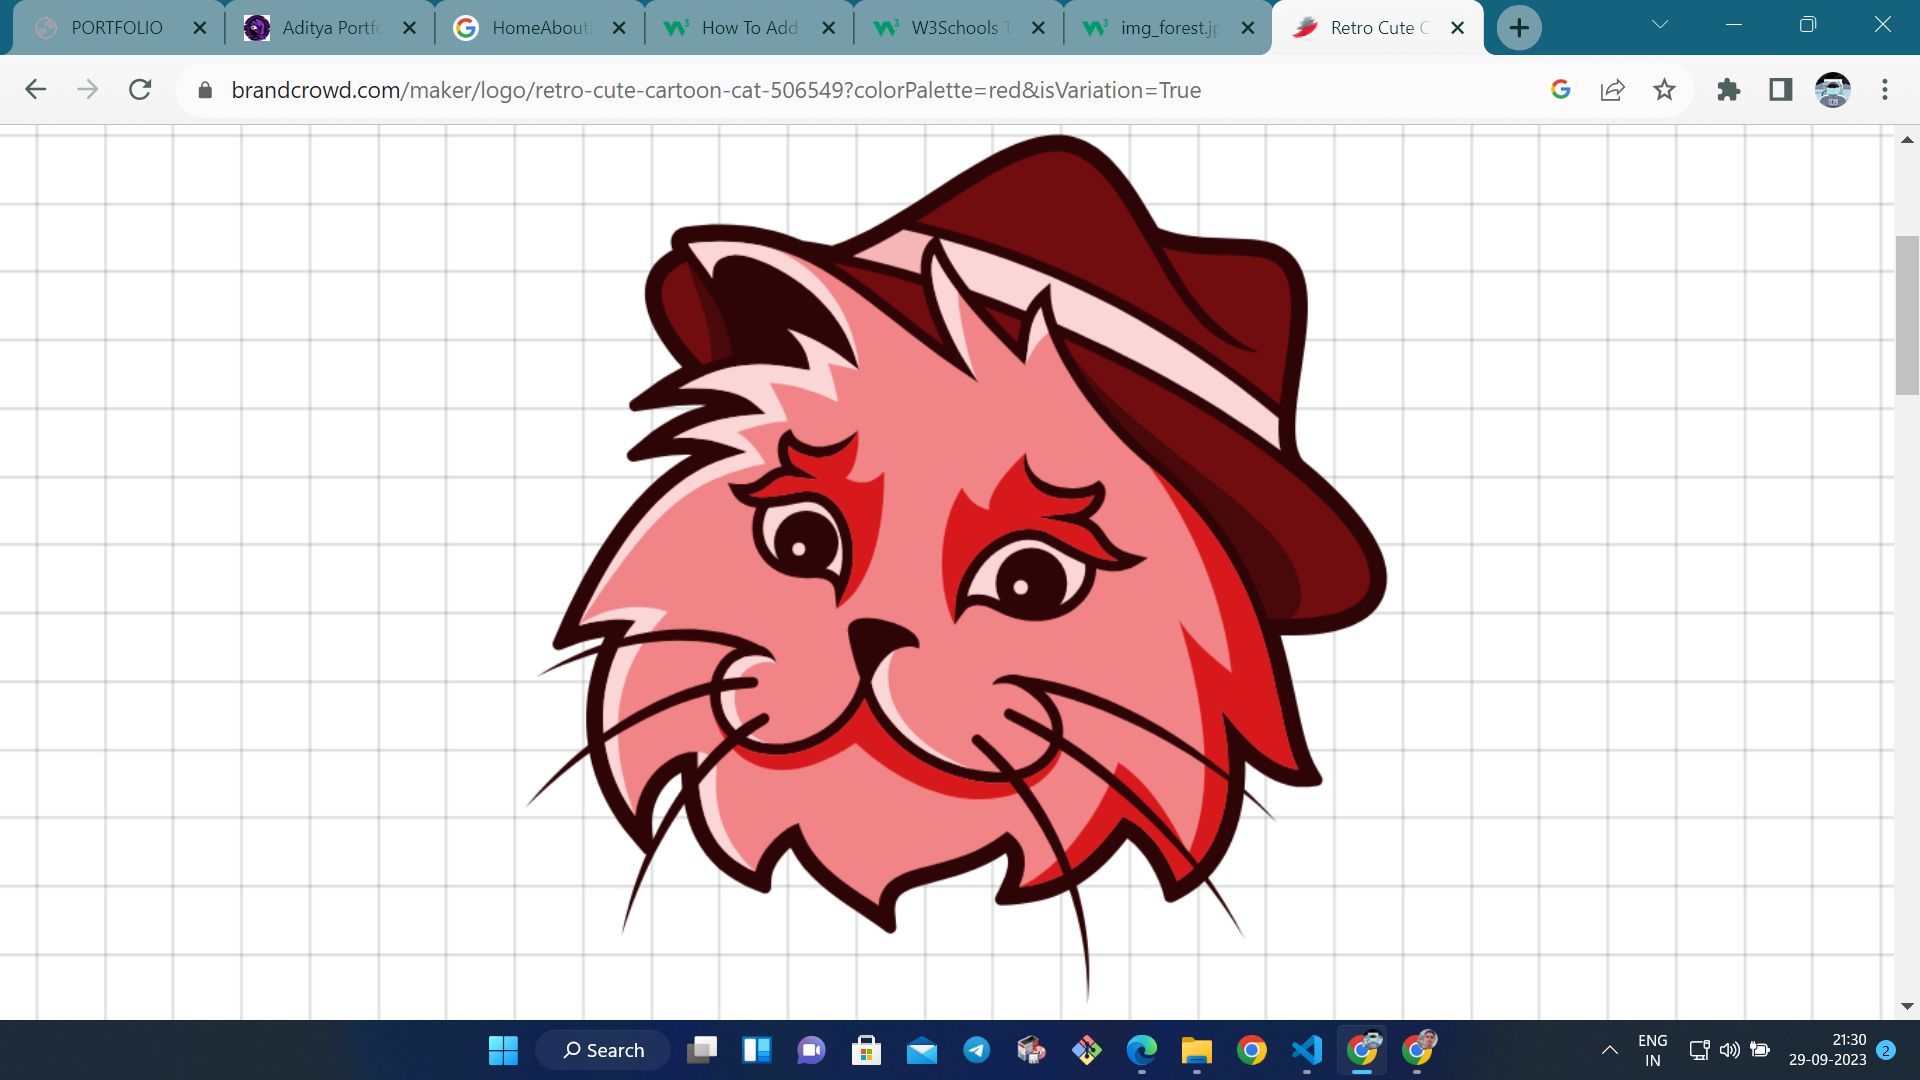 PORTFOLIO
Aditya Portfo
HomeAbout
How To Add
W3Schools T
img_forest.jp
Retro Cute C
brandcrowd.com/maker/logo/retro-cute-cartoon-cat-506549?colorPalette=red&isVariation=True
Search
ENG
IN
21:30
29-09-2023
2